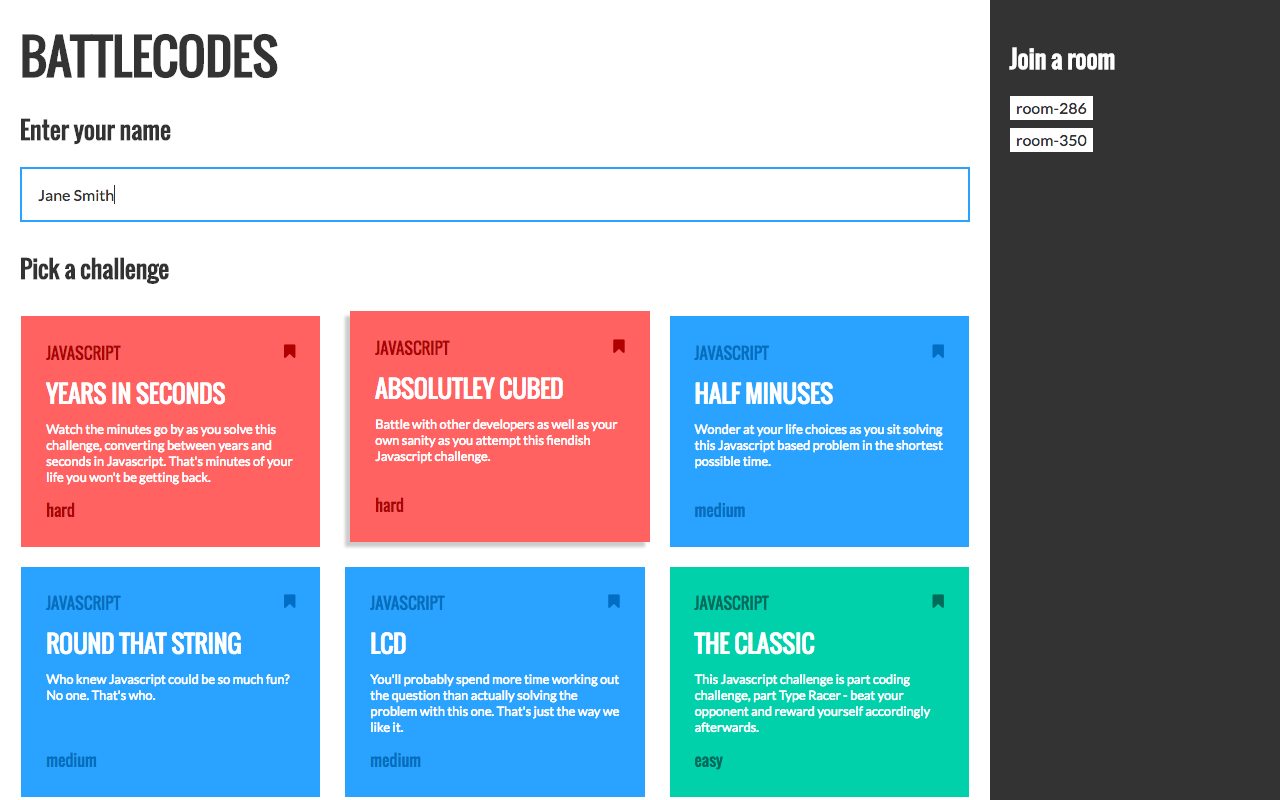 BATTLECODES
Enter your name
Jane Smith
Pick a challenge
JAVASCRIPT
YEARS IN SECONDS
Watch the minutes go by as you solve this
challenge, converting between years and
seconds in Javascript. That's minutes of your
life you won't be getting back.
hard
JAVASCRIPT
ABSOLUTLEY CUBED
Battle with other developers as well as your
own sanity as you attempt this fiendish
Javascript challenge.
hard
JAVASCRIPT
HALF MINUSES
Wonder at your life choices as you sit solving
this Javascript based problem in the shortest
possible time.
medium
JAVASCRIPT
ROUND THAT STRING
Who knew Javascript could be so much fun?
No one. That's who.
medium
JAVASCRIPT
LCD
You'll probably spend more time working out
the question than actually solving the
problem with this one. That's just the way we
like it.
medium
JAVASCRIPT
THE CLASSIC
This Javascript challenge is part coding
challenge, part Type Racer - beat your
opponent and reward yourself accordingly
afterwards.
easy
Join a room
room-286
room-350